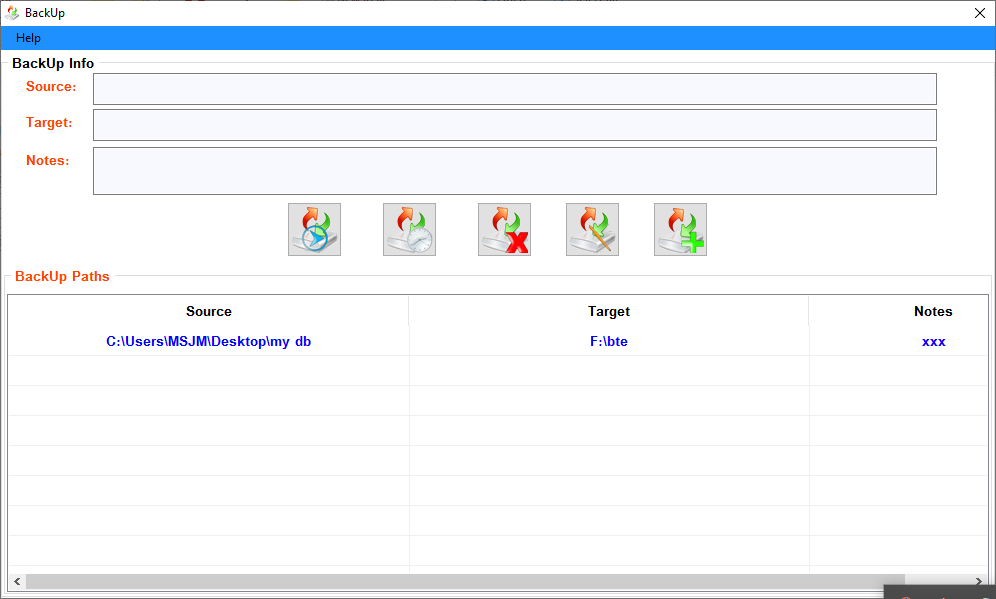 BackUp
Help
BackUp Info
Source:
Target:
Notes:
BackUp Paths
Source Target Notes
C:\Users\MSJM\Desktop\my db F:\bte xxx